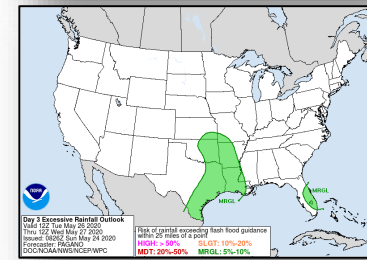 MRGL
MRGL
NOAA
Day 3 Excessive Rainfall Outlook
Valid 12Z Tue May 26 2020
Thru 12Z Wed May 27 2020
Issued: 0826Z Sun May 24 2020
Forecaster: PAGANO
DOC/NOAA/NWS/NCEP/WPC
Risk of rainfall exceeding flash flood guidance
within 25 miles of a point
HIGH: > 50% SLGT: 10%-20%
MDT: 20%-50% MRGL: 5%-10%